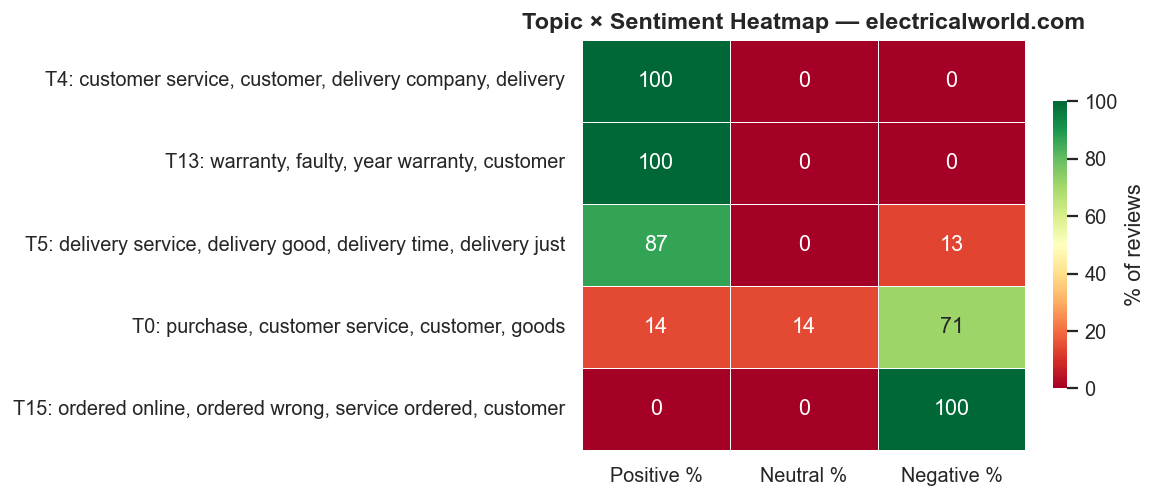 Topic × Sentiment Heatmap — electricalworld.com
T4: customer service, customer, delivery company, delivery
100 0 0
T13: warranty, faulty, year warranty, customer
100 0 0
T5: delivery service, delivery good, delivery time, delivery just
87 0 13
T0: purchase, customer service, customer, goods
14 14 71
T15: ordered online, ordered wrong, service ordered, customer
0 0 100
Positive % Neutral % Negative %
100
80
60
40
20
0
% of reviews